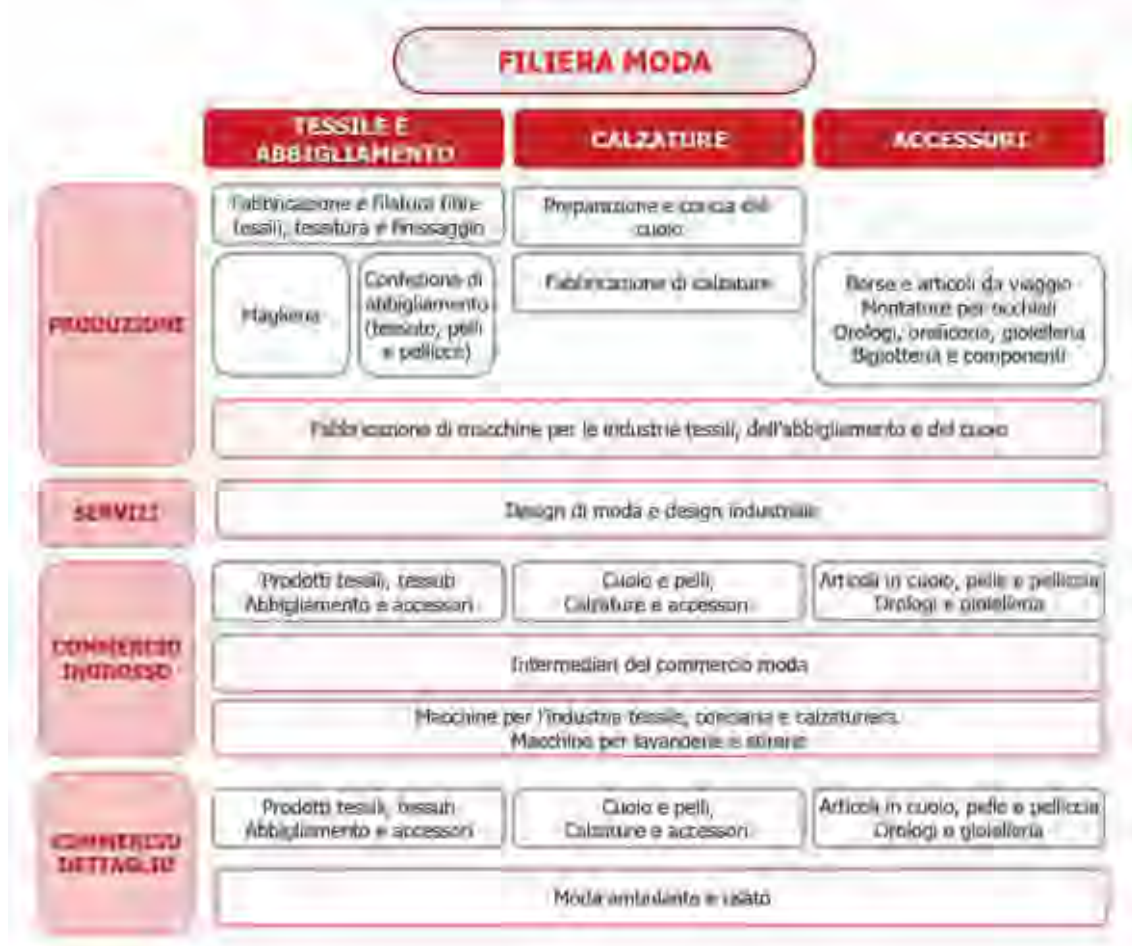 FILIERA MODA
TESSILE E
ABBIGLIAMENTO
CALZATURE
ACCESSORI
PRODUZIONE
Fabbricazione e filatura fibre
tessili, tessitura e finissaggio
Preparazione e concia del
cuoio
Maglieria
Confezione di
abbigliamento
(tessuto, pelli
e pellicce)
Fabbricazione di calzature
Borse e articoli da viaggio
Montature per occhiali
Orologi, oreficeria, gioielleria
Bigiotteria e componenti
Fabbricazione di macchine per le industrie tessili, dell'abbigliamento e del cuoio
SERVIZI
Design di moda e design industriale
COMMERCIO
INGROSSO
Prodotti tessili, tessuti
Abbigliamento e accessori
Cuoio e pelli,
Calzature e accessori
Articoli in cuoio, pelle e pelliccia
Orologi e gioielleria
Intermediari del commercio moda
Macchine per l'industria tessile, conciaria e calzaturiera
Macchine per lavanderie e stirerie
COMMERCIO
DETTAGLIO
Prodotti tessili, tessuti
Abbigliamento e accessori
Cuoio e pelli,
Calzature e accessori
Articoli in cuoio, pelle e pelliccia
Orologi e gioielleria
Moda ambulante e usato